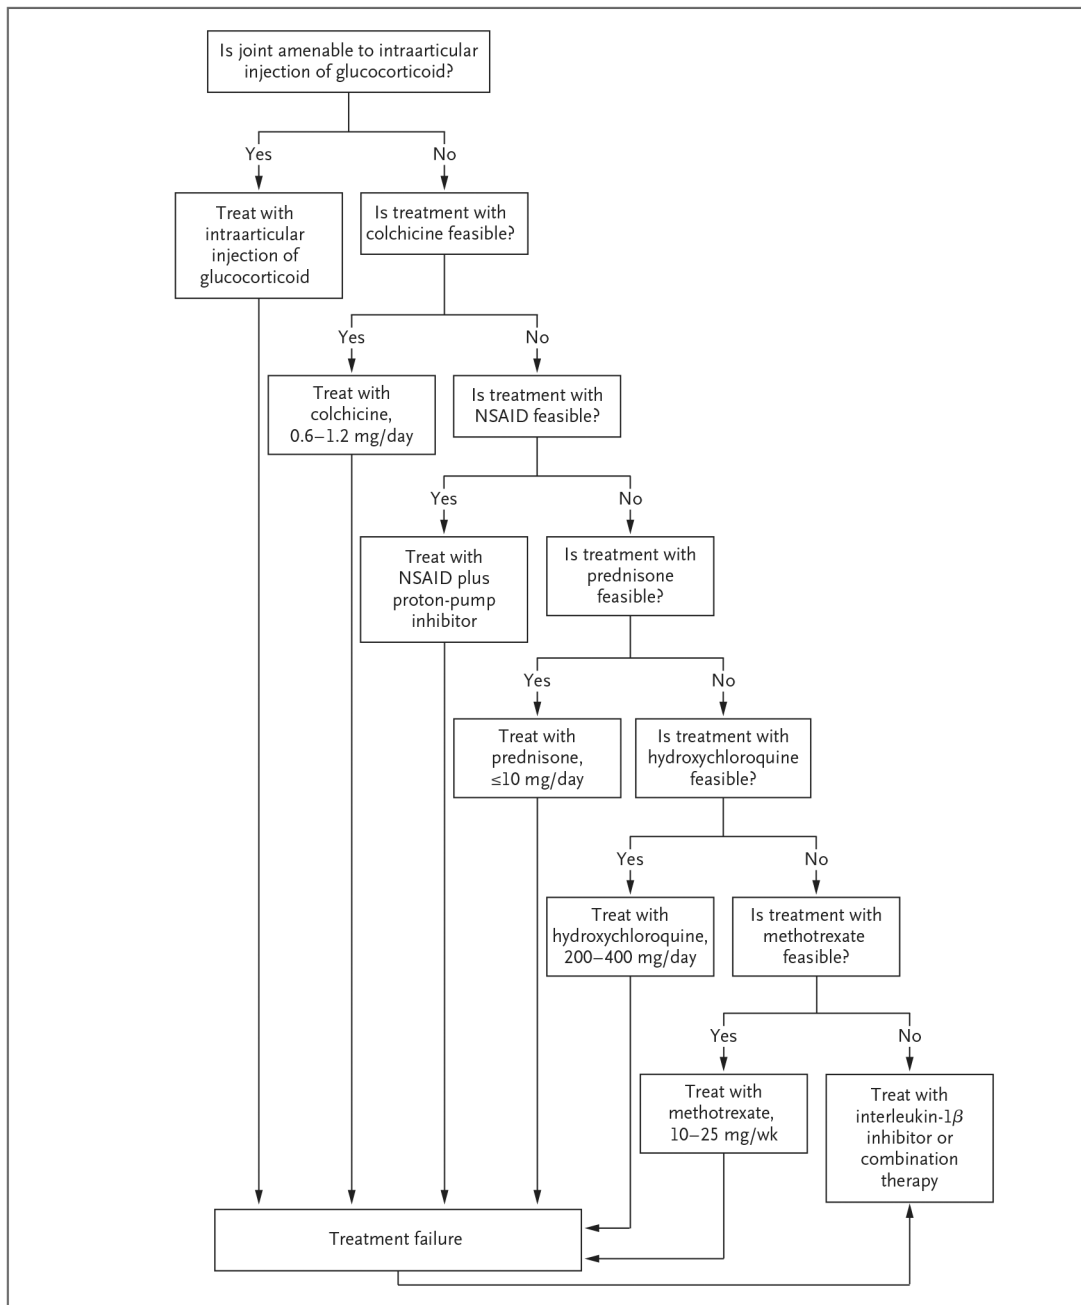 Is joint amenable to intraarticular
injection of glucocorticoid?
Yes
No
Treat with
intraarticular
injection of
glucocorticoid
Is treatment with
colchicine feasible?
Yes
No
Treat with
colchicine,
0.6–1.2 mg/day
Is treatment with
NSAID feasible?
Yes
No
Treat with
NSAID plus
proton-pump
inhibitor
Is treatment with
prednisone
feasible?
Yes
No
Treat with
prednisone,
≤10 mg/day
Is treatment with
hydroxychloroquine
feasible?
Yes
No
Treat with
hydroxychloroquine,
200–400 mg/day
Is treatment with
methotrexate
feasible?
Yes
No
Treat with
methotrexate,
10–25 mg/wk
Treat with
interleukin-1β
inhibitor or
combination
therapy
Treatment failure